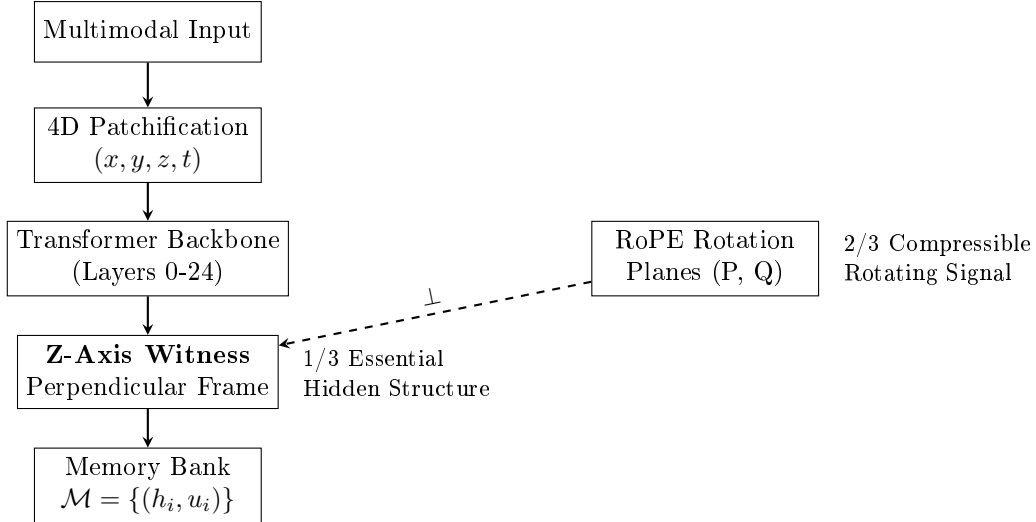 Multimodal Input
4D Patchification
(x, y, z, t)
Transformer Backbone
(Layers 0-24)
RoPE Rotation
Planes (P, Q)
2/3 Compressible
Rotating Signal
⊥
Z-Axis Witness
Perpendicular Frame
1/3 Essential
Hidden Structure
Memory Bank
ℳ = {(hᵢ, uᵢ)}